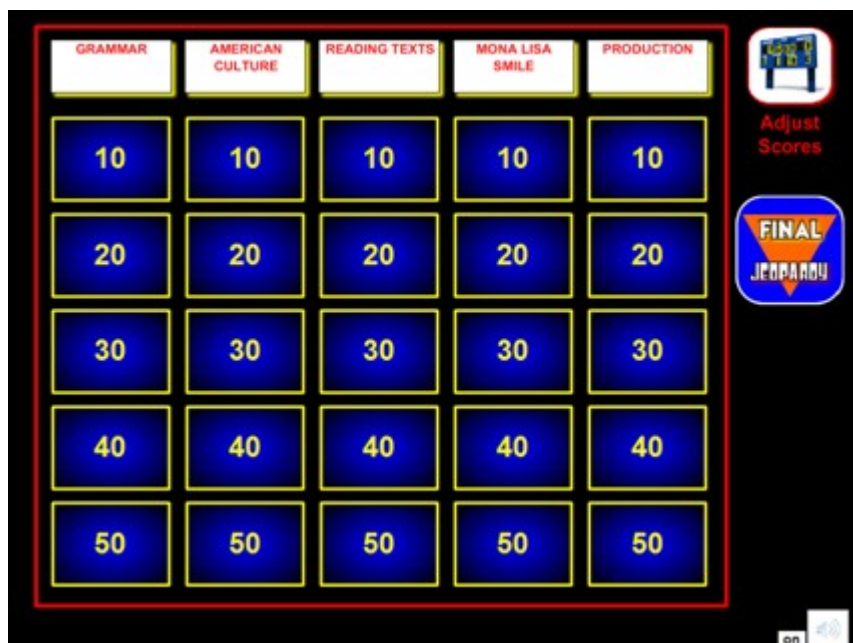 GRAMMAR
AMERICAN
CULTURE
READING TEXTS
MONA LISA
SMILE
PRODUCTION
Adjust
Scores
10 10 10 10 10
FINAL
JEOPARDY
20 20 20 20 20
30 30 30 30 30
40 40 40 40 40
50 50 50 50 50